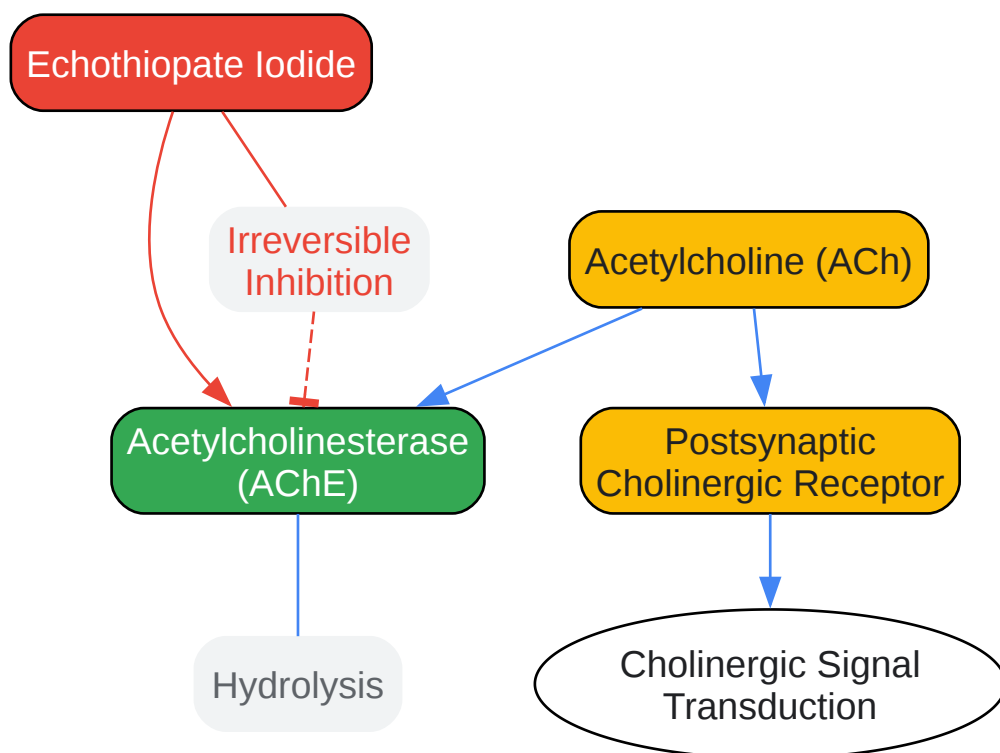 Echothiopate Iodide
Irreversible
Inhibition
Acetylcholine (ACh)
Acetylcholinesterase
(AChE)
Postsynaptic
Cholinergic Receptor
Hydrolysis
Cholinergic Signal
Transduction